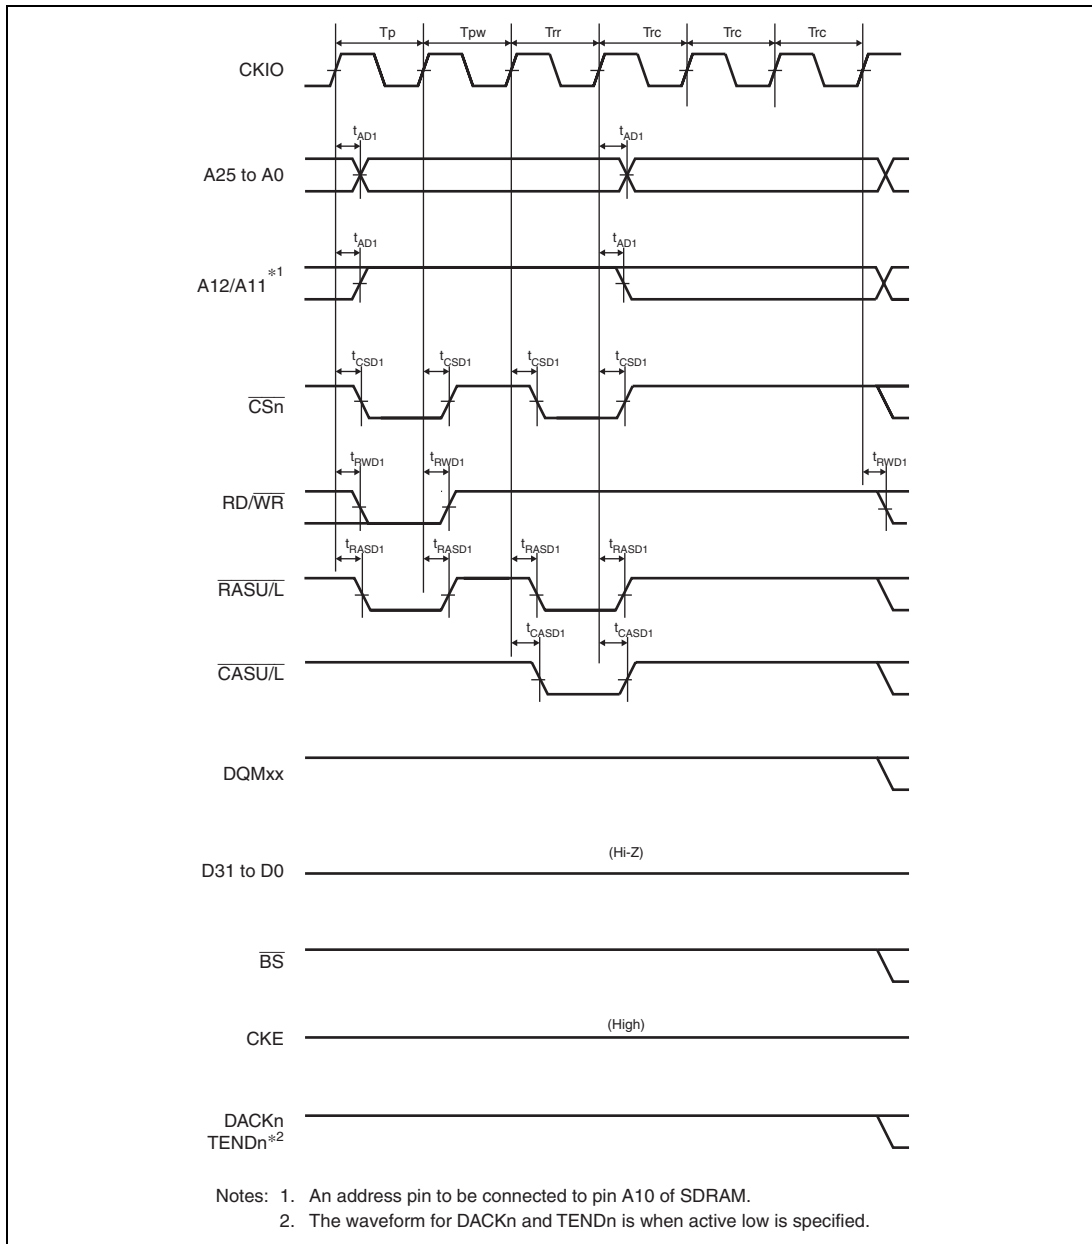 Tp Tpw Trr Trc Trc Trc
CKIO
tAD1 tAD1
A25 to A0
tAD1 tAD1
A12/A11*1
tCSD1 tCSD1 tCSD1 tCSD1
CSn
tRWD1 tRWD1 tRWD1
RD/WR
tRASD1 tRASD1 tRASD1 tRASD1
RASU/L
tCASD1 tCASD1
CASU/L
DQMxx
(Hi-Z)
D31 to D0
BS
(High)
CKE
DACKn
TENDn*2
Notes: 1. An address pin to be connected to pin A10 of SDRAM.
2. The waveform for DACKn and TENDn is when active low is specified.